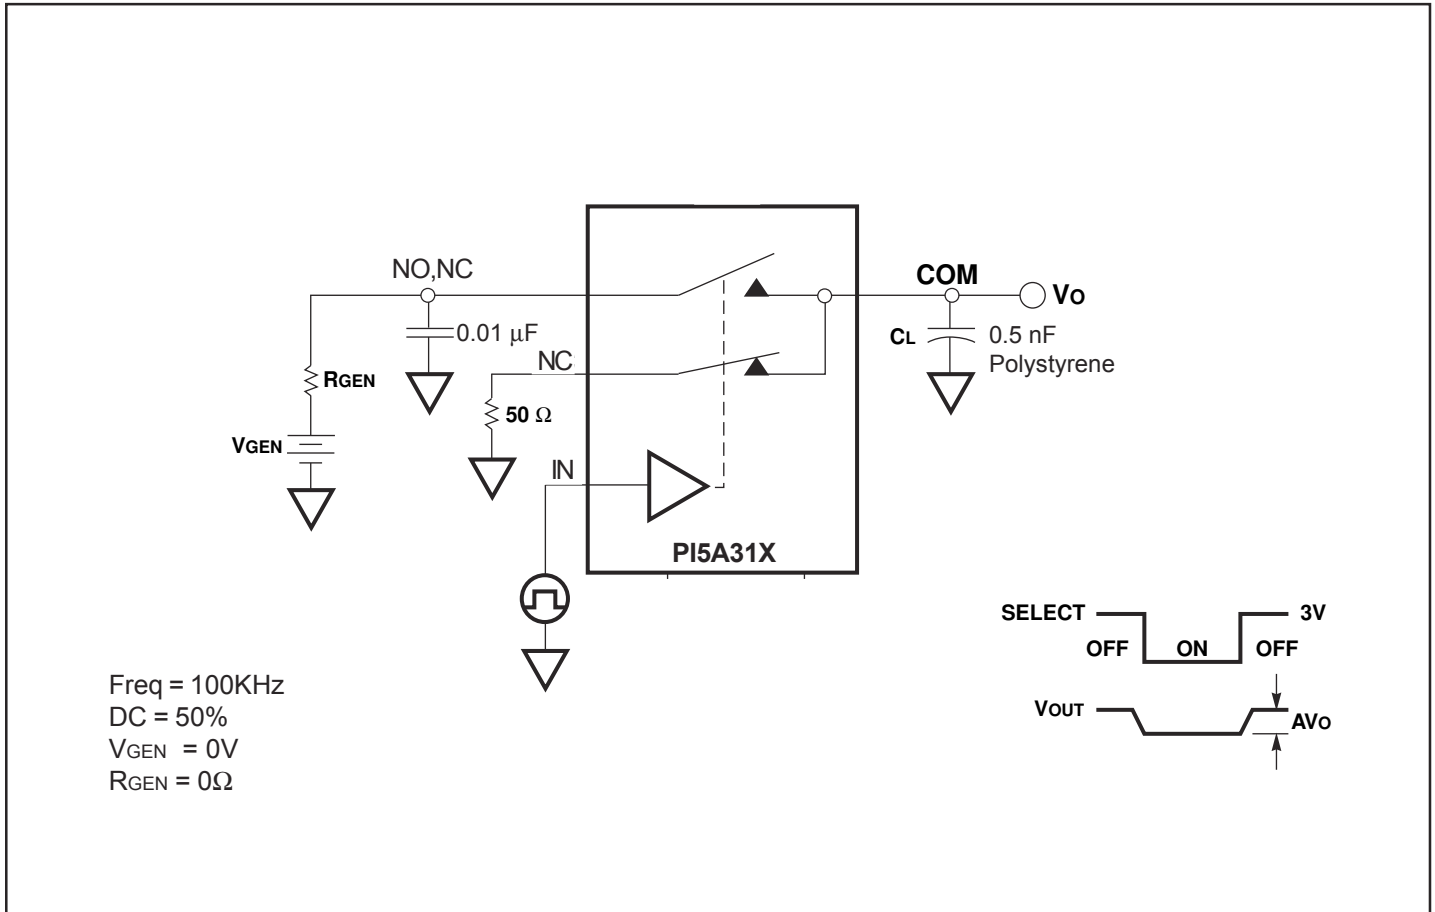 NO,NC
COM
VO
0.01 μF
CL
0.5 nF
Polystyrene
NC
RGEN
50 Ω
VGEN
IN
PI5A31X
SELECT
3V
OFF
ON
OFF
VOUT
AVO
Freq = 100KHz
DC = 50%
VGEN = 0V
RGEN = 0Ω